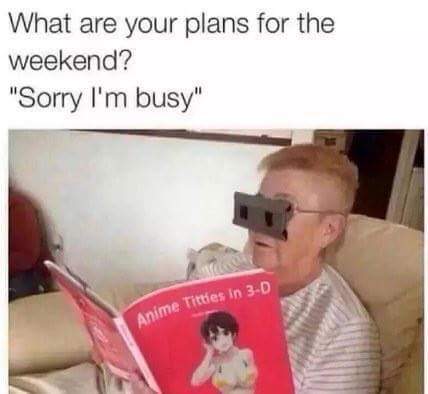 What are your plans for the
weekend?
"Sorry I'm busy"
Anime Titties in 3-D